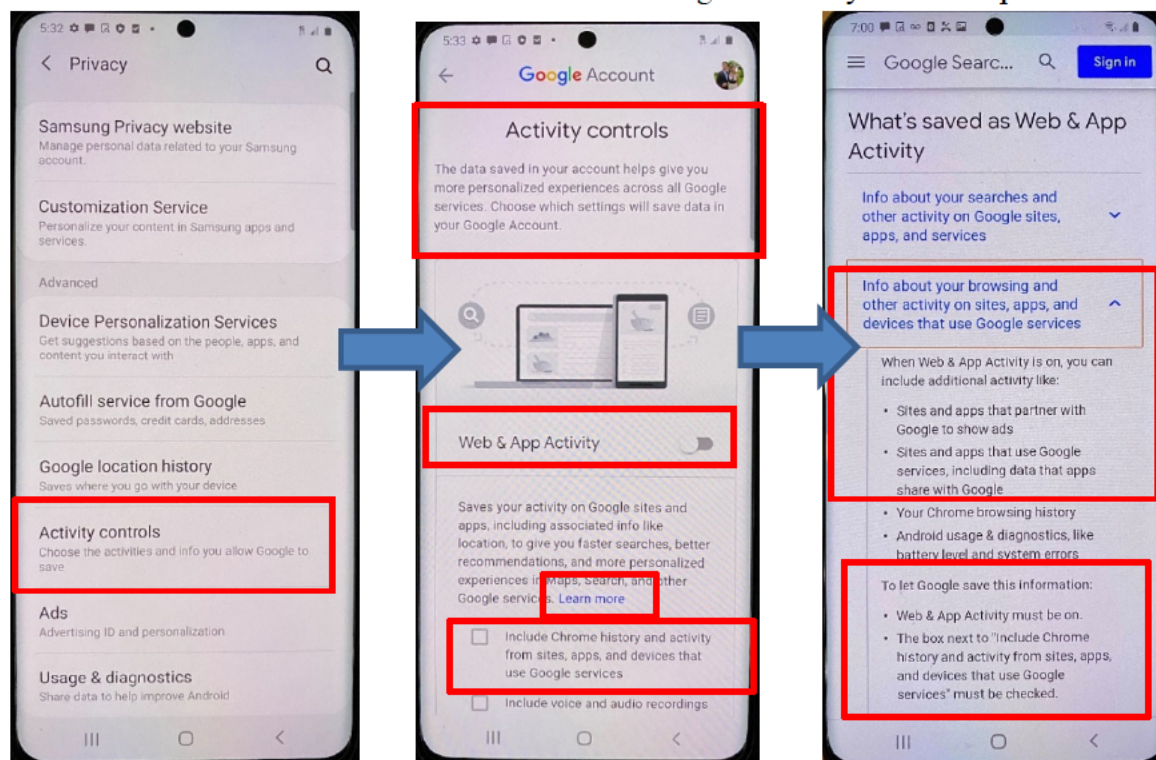 5:32
Privacy
Samsung Privacy website
Manage personal data related to your Samsung
account.
Customization Service
Personalize your content in Samsung apps and
services.
Advanced
Device Personalization Services
Get suggestions based on the people, apps, and
content you interact with
Autofill service from Google
Saved passwords, credit cards, addresses
Google location history
Saves where you go with your device
Activity controls
Choose the activities and info you allow Google to
save
Ads
Advertising ID and personalization
Usage & diagnostics
Share data to help improve Android
5:33
Google Account
Activity controls
The data saved in your account helps give you
more personalized experiences across all Google
services. Choose which settings will save data in
your Google Account.
Web & App Activity
Saves your activity on Google sites and
apps, including associated info like
location, to give you faster searches, better
recommendations, and more personalized
experiences in Maps, Search, and other
Google services. Learn more
Include Chrome history and activity
from sites, apps, and devices that
use Google services
Include voice and audio recordings
7:00
Google Searc...
Sign in
What's saved as Web & App
Activity
Info about your searches and
other activity on Google sites,
apps, and services
Info about your browsing and
other activity on sites, apps, and
devices that use Google services
When Web & App Activity is on, you can
include additional activity like:
• Sites and apps that partner with
Google to show ads
• Sites and apps that use Google
services, including data that apps
share with Google
• Your Chrome browsing history
• Android usage & diagnostics, like
battery level and system errors
To let Google save this information:
• Web & App Activity must be on.
• The box next to "Include Chrome
history and activity from sites, apps,
and devices that use Google
services" must be checked.